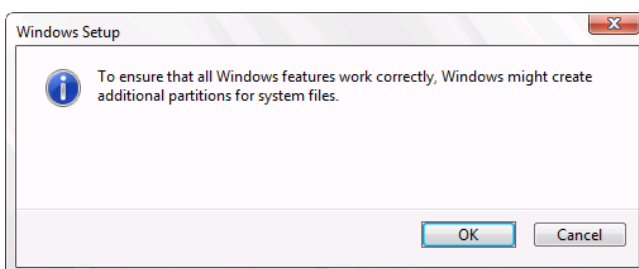 Windows Setup
To ensure that all Windows features work correctly, Windows might create
additional partitions for system files.
OK
Cancel